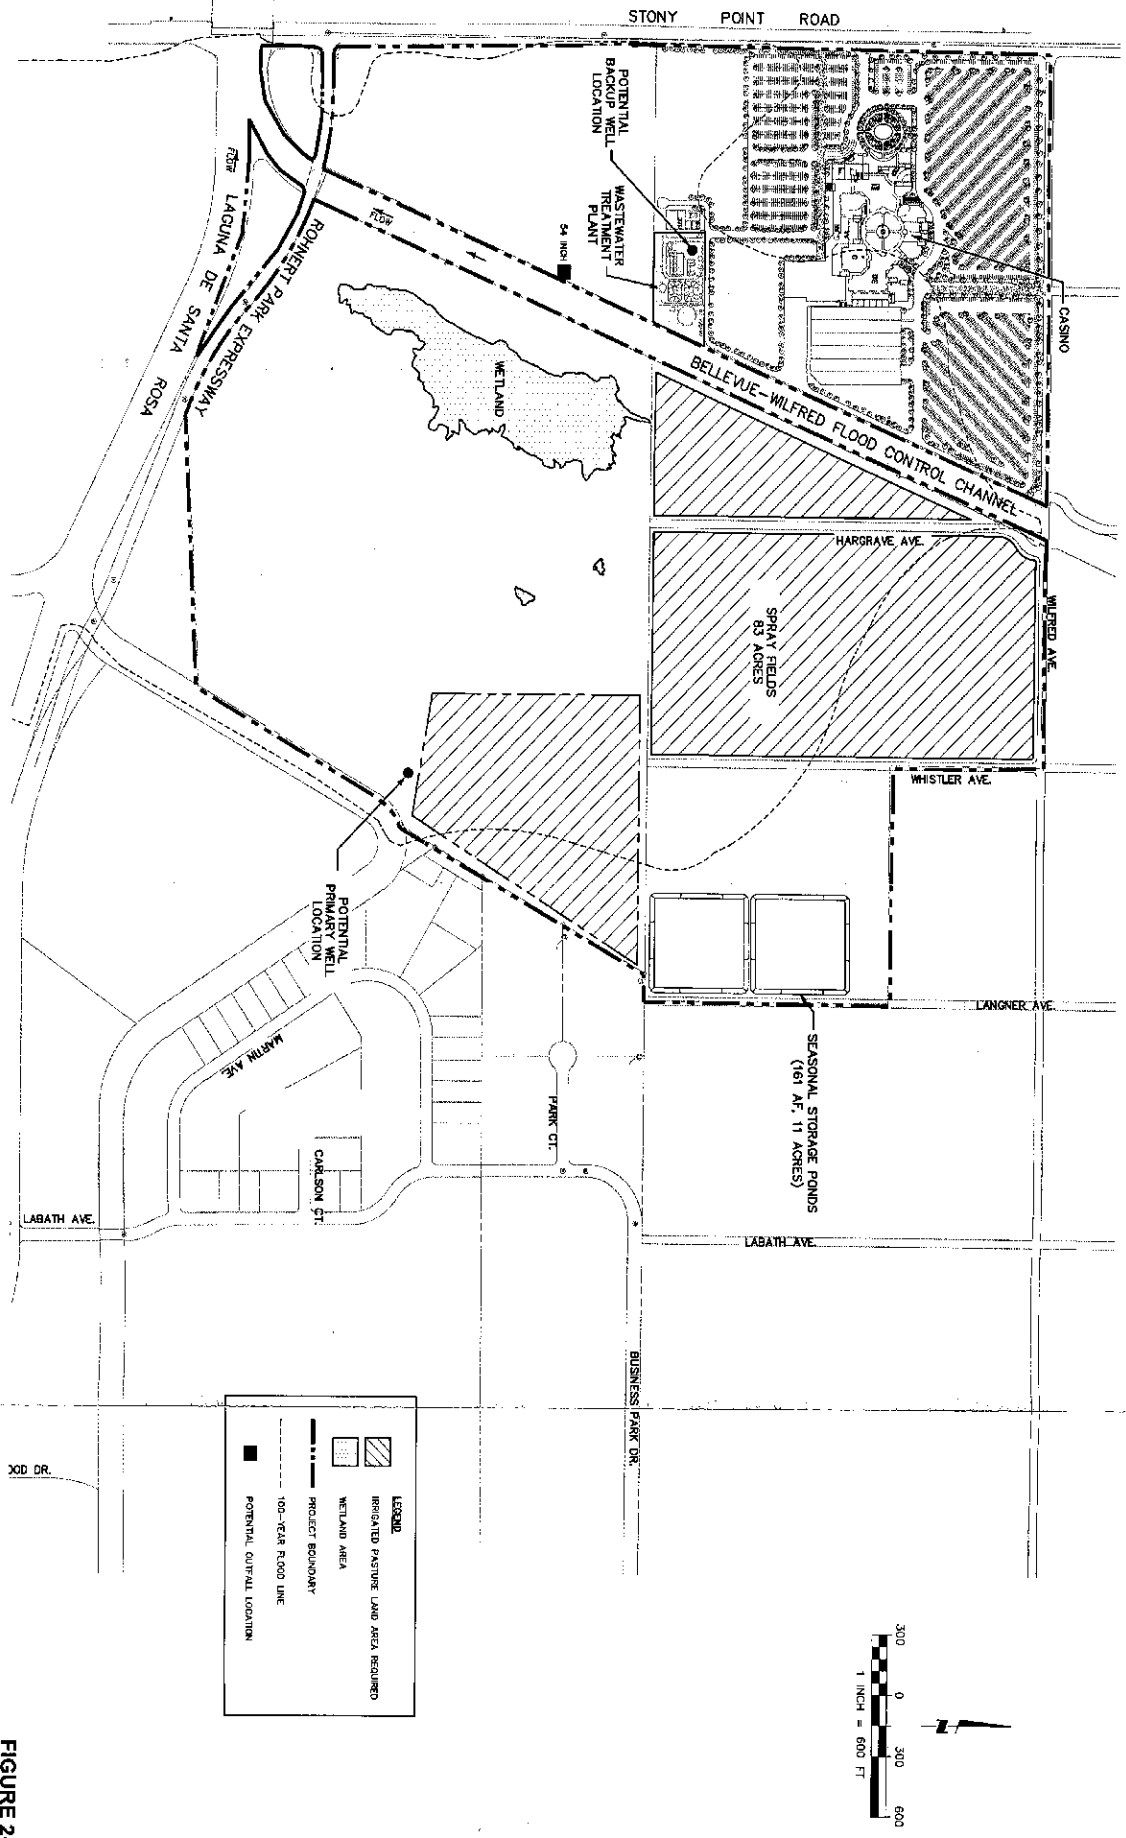 STONY POINT ROAD
POTENTIAL
BACKUP WELL
LOCATION
WASTEWATER
TREATMENT
PLANT
54 INCH
FLOW
FLOW
LAGUNA DE SANTA ROSA
ROHNERT PARK EXPRESSWAY
WETLAND
BELLEVUE-WILFRED FLOOD CONTROL CHANNEL
CASINO
HARGRAVE AVE.
WILFRED AVE.
SPRAY FIELDS
83 ACRES
WHISTLER AVE.
POTENTIAL
PRIMARY WELL
LOCATION
LANGNER AVE.
SEASONAL STORAGE PONDS
(161 AF, 11 ACRES)
MARTIN AVE.
PARK CT.
CARLSON CT.
LABATH AVE.
LABATH AVE.
BUSINESS PARK DR.
OOD DR.
LEGEND
IRRIGATED PASTURE LAND AREA REQUIRED
WETLAND AREA
PROJECT BOUNDARY
100-YEAR FLOOD LINE
POTENTIAL OUTFALL LOCATION
300 0 300 600
1 INCH = 600 FT
Z
FIGURE 2-